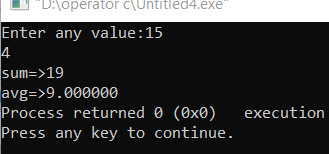 "D:\operator c\Untitled4.exe"
Enter any value:15
4
sum=>19
avg=>9.000000
Process returned 0 (0x0)   execution
Press any key to continue.